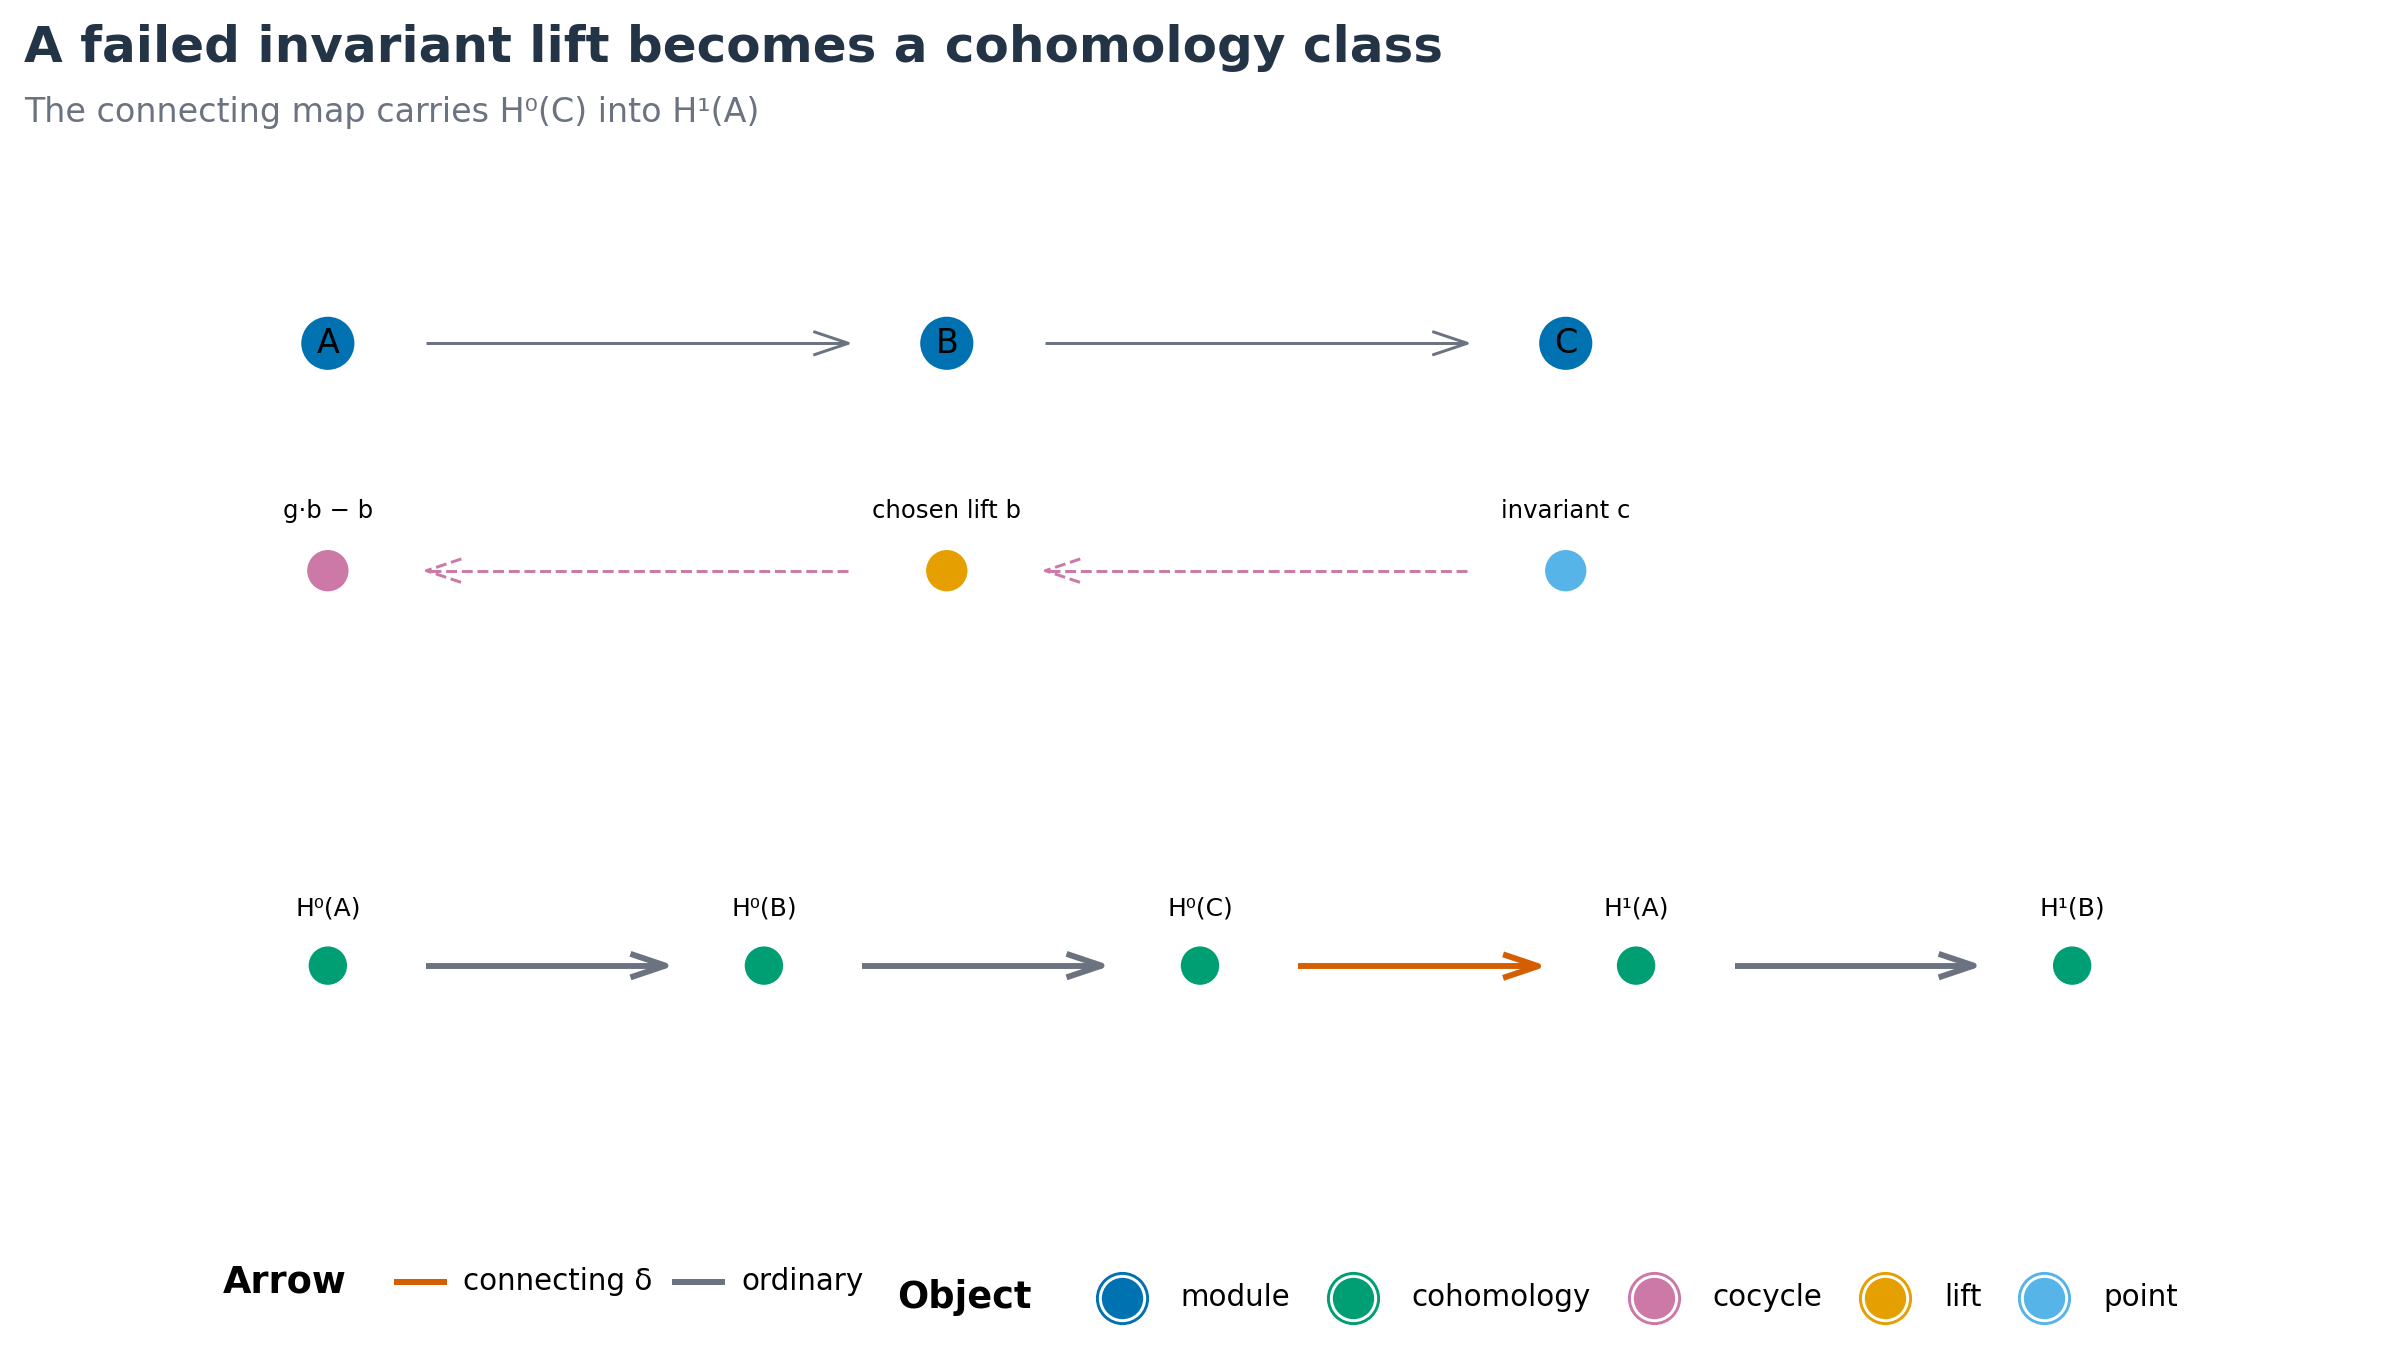 A failed invariant lift becomes a cohomology class
The connecting map carries H⁰(C) into H¹(A)
A B C
g·b − b chosen lift b invariant c
H⁰(A) H⁰(B) H⁰(C) H¹(A) H¹(B)
Arrow connecting δ ordinary Object module cohomology cocycle lift point